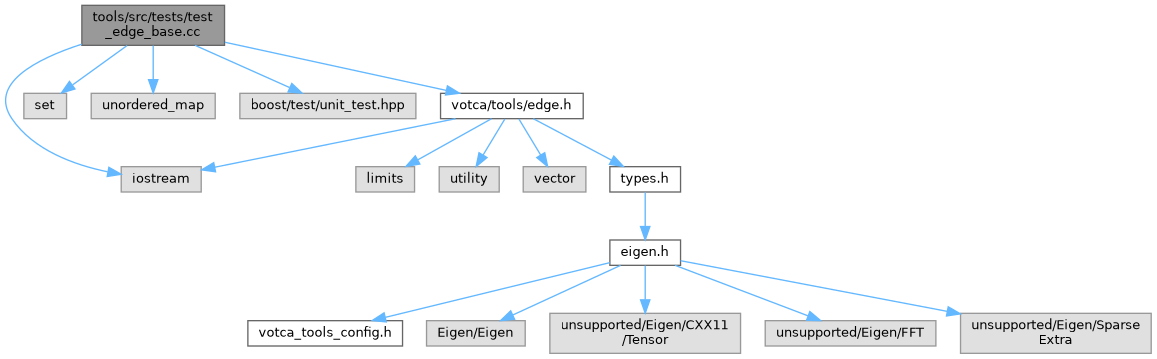 tools/src/tests/test
_edge_base.cc
set
unordered_map
boost/test/unit_test.hpp
votca/tools/edge.h
iostream
limits
utility
vector
types.h
eigen.h
votca_tools_config.h
Eigen/Eigen
unsupported/Eigen/CXX11
/Tensor
unsupported/Eigen/FFT
unsupported/Eigen/Sparse
Extra